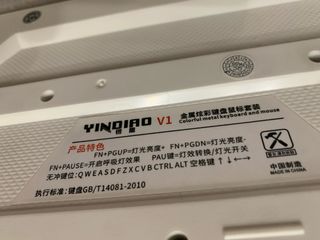 YINDIAO V1 金属炫彩键盘鼠标套装
银雕 Colorful metal keyboard and mouse
产品特色
FN+PGUP=灯光亮度+ FN+PGDN=灯光亮度-
FN+PAUSE=开启呼吸灯效果 PAU键=灯效转换/灯光开关
无冲键位:QWEASDFZXCVBCTRLALT空格键↑↓←→
执行标准:键盘GB/T14081-2010
中国制造
MADE IN CHINA